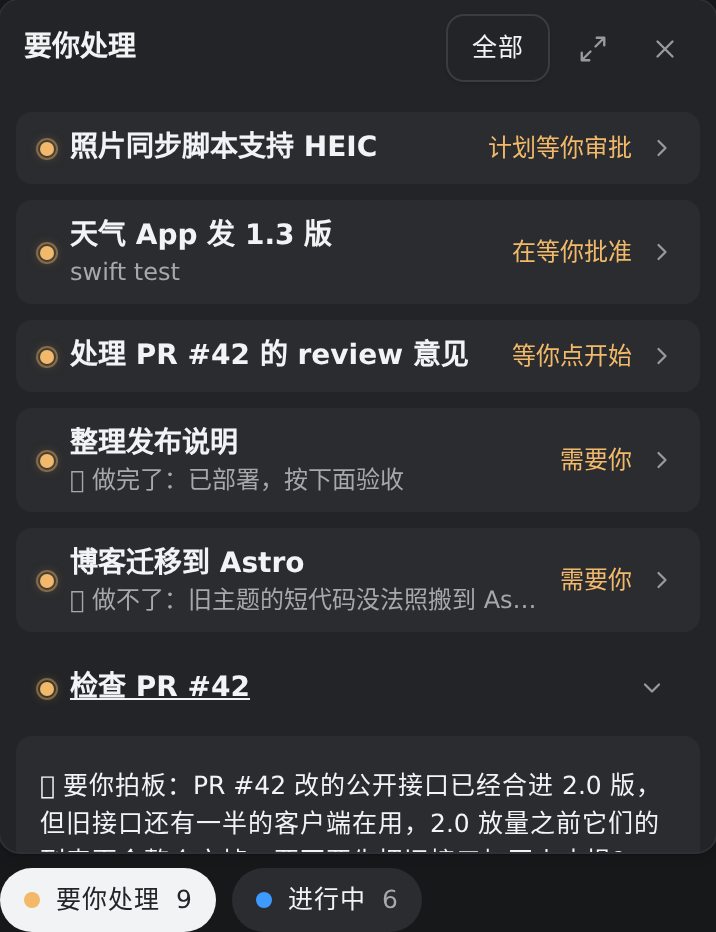 要你处理
全部
照片同步脚本支持 HEIC
计划等你审批
天气 App 发 1.3 版
swift test
在等你批准
处理 PR #42 的 review 意见
等你点开始
整理发布说明
做完了：已部署，按下面验收
需要你
博客迁移到 Astro
做不了：旧主题的短代码没法照搬到 As…
需要你
检查 PR #42
要你拍板：PR #42 改的公开接口已经合进 2.0 版，
但旧接口还有一半的客户端在用，2.0 放量之前它们的
要你处理 9
进行中 6